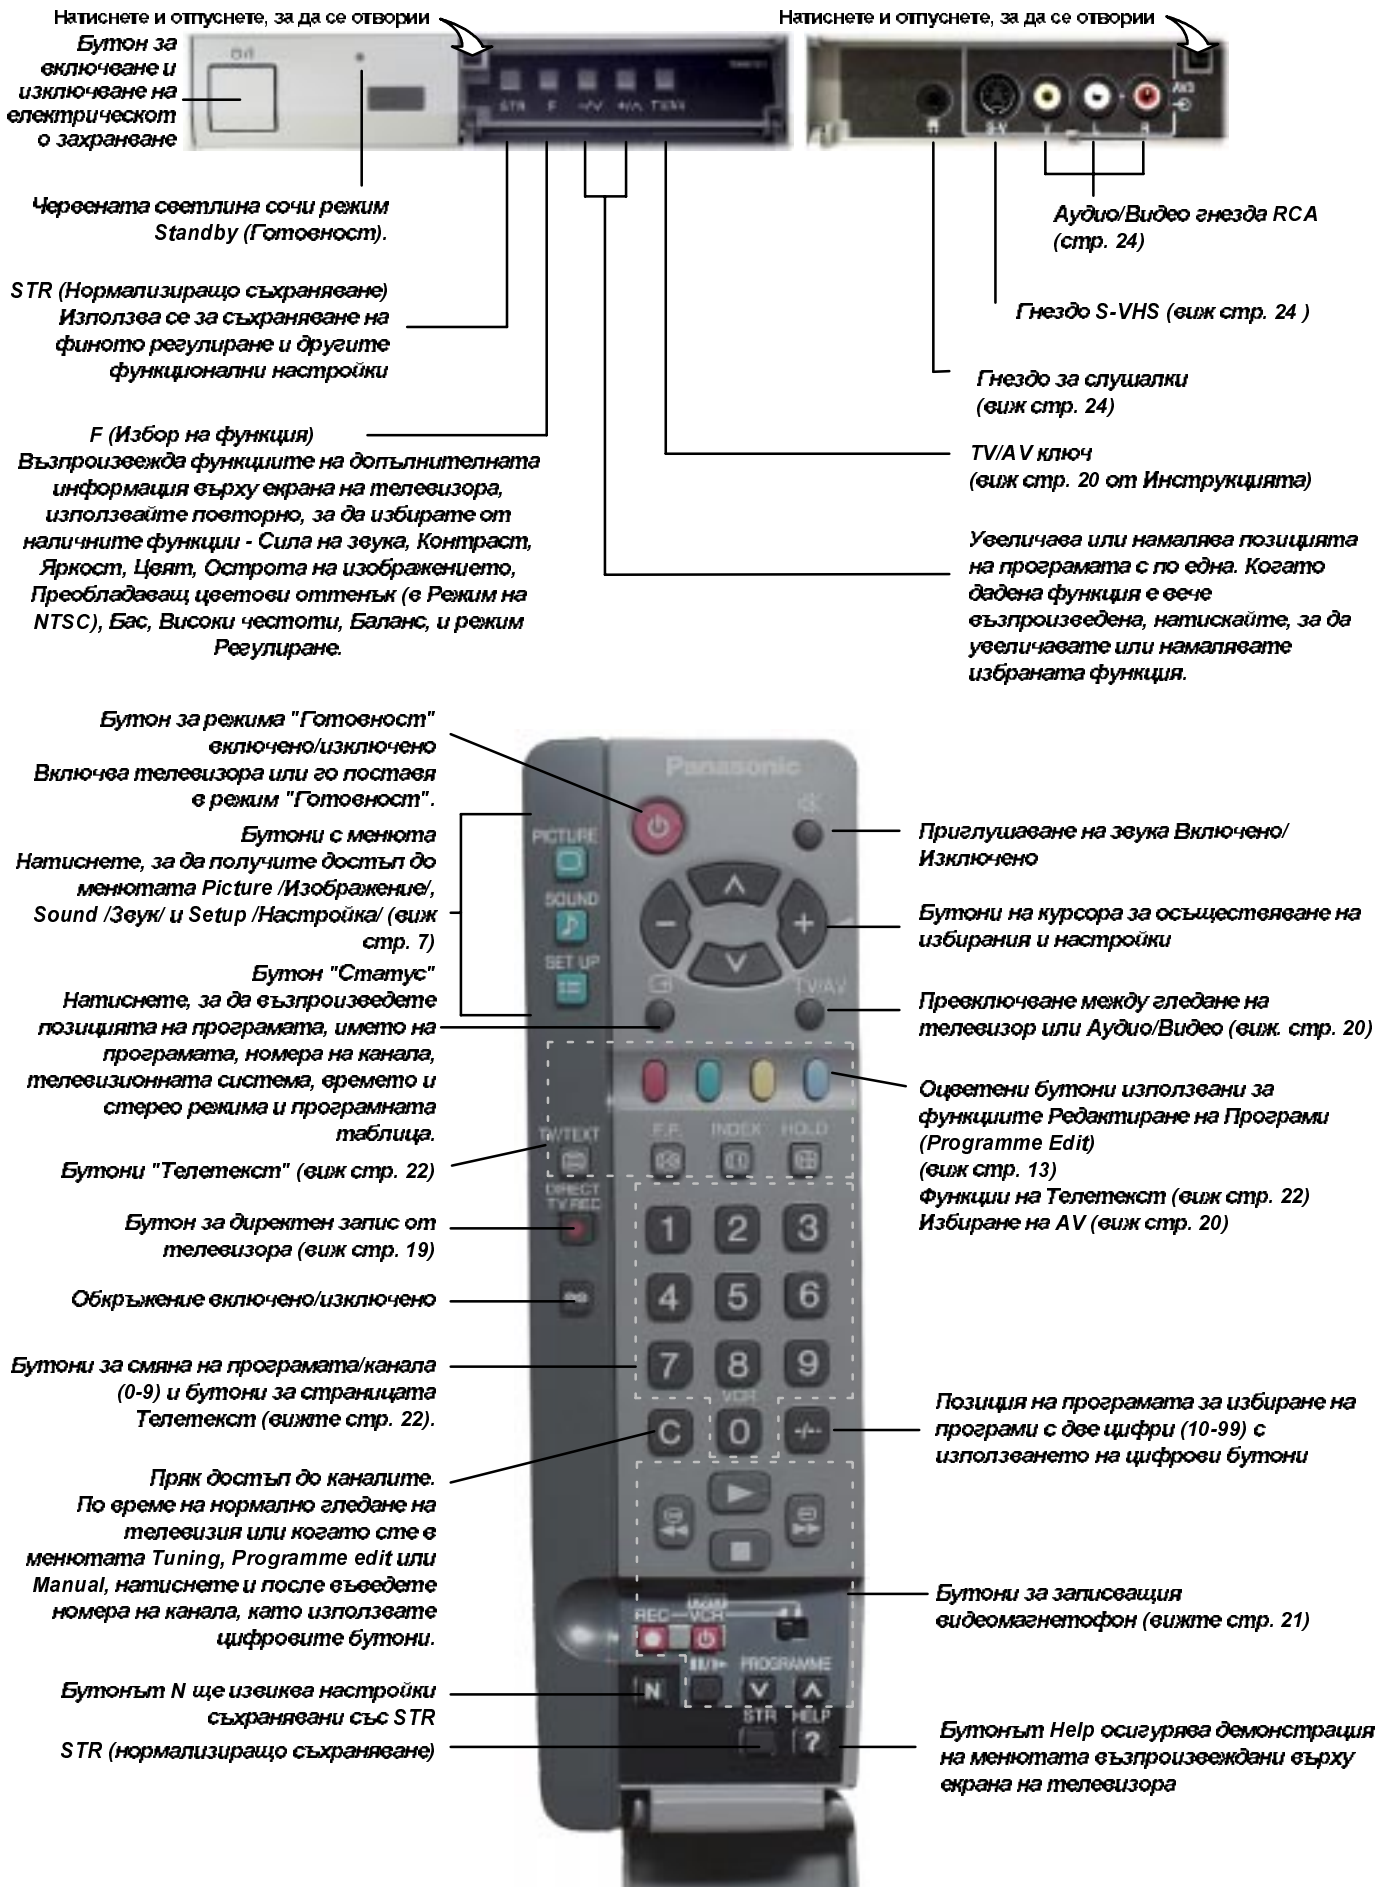 Натиснете и отпуснете, за да се отвории
Натиснете и отпуснете, за да се отвории
Бутон за
включване и
изключване на
електрическот
о захранване
STR F -/∨ +/∧ TV/AV
S-V V L R AV3
Червената светлина сочи режим
Standby (Готовност).
Аудио/Видео гнезда RCA
(стр. 24)
STR (Нормализиращо съхраняване)
Използва се за съхраняване на
финото регулиране и другите
функционални настройки
Гнездо S-VHS (виж стр. 24 )
Гнездо за слушалки
(виж стр. 24)
F (Избор на функция)
Възпроизвежда функциите на допълнителната
информация върху екрана на телевизора,
използвайте повторно, за да избирате от
наличните функции - Сила на звука, Контраст,
Яркост, Цвят, Острота на изображението,
Преобладаващ цветови оттенък (в Режим на
NTSC), Бас, Високи честоти, Баланс, и режим
Регулиране.
TV/AV ключ
(виж стр. 20 от Инструкцията)
Увеличава или намалява позицията
на програмата с по една. Когато
дадена функция е вече
възпроизведена, натискайте, за да
увеличавате или намалявате
избраната функция.
Бутон за режима "Готовност"
включено/изключено
Включва телевизора или го поставя
в режим "Готовност".
Бутони с менюта
Натиснете, за да получите достъп до
менютата Picture /Изображение/,
Sound /Звук/ и Setup /Настройка/ (виж
стр. 7)
Бутон "Статус"
Натиснете, за да възпроизведете
позицията на програмата, името на
програмата, номера на канала,
телевизионната система, времето и
стерео режима и програмната
таблица.
Бутони "Телетекст" (виж стр. 22)
Бутон за директен запис от
телевизора (виж стр. 19)
Обкръжение включено/изключено
Бутони за смяна на програмата/канала
(0-9) и бутони за страницата
Телетекст (вижте стр. 22).
Пряк достъп до каналите.
По време на нормално гледане на
телевизия или когато сте в
менютата Tuning, Programme edit или
Manual, натиснете и после въведете
номера на канала, като използвате
цифровите бутони.
Бутонът N ще извиква настройки
съхранявани със STR
STR (нормализиращо съхраняване)
Panasonic
PICTURE
SOUND
SET UP
TV/AV
TV/TEXT F.F. INDEX HOLD
DIRECT
TV REC
1 2 3
4 5 6
7 8 9
VCR
C 0 -/--
REC VCR
PROGRAMME
N
STR HELP
?
Приглушаване на звука Включено/
Изключено
Бутони на курсора за осъществяване на
избирания и настройки
Превключване между гледане на
телевизор или Аудио/Видео (виж. стр. 20)
Оцветени бутони използвани за
функциите Редактиране на Програми
(Programme Edit)
(виж стр. 13)
Функции на Телетекст (виж стр. 22)
Избиране на AV (виж стр. 20)
Позиция на програмата за избиране на
програми с две цифри (10-99) с
използването на цифрови бутони
Бутони за записващия
видеомагнетофон (вижте стр. 21)
Бутонът Help осигурява демонстрация
на менютата възпроизвеждани върху
екрана на телевизора